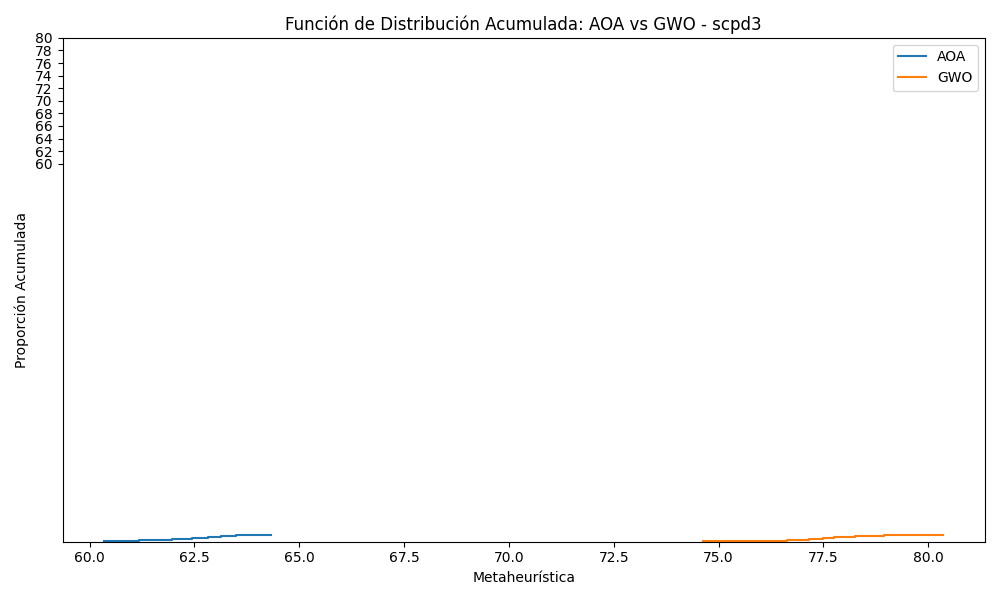 Función de Distribución Acumulada: AOA vs GWO - scpd3
AOA
GWO
80
78
76
74
72
70
68
66
64
62
60
Proporción Acumulada
60.0 62.5 65.0 67.5 70.0 72.5 75.0 77.5 80.0
Metaheurística